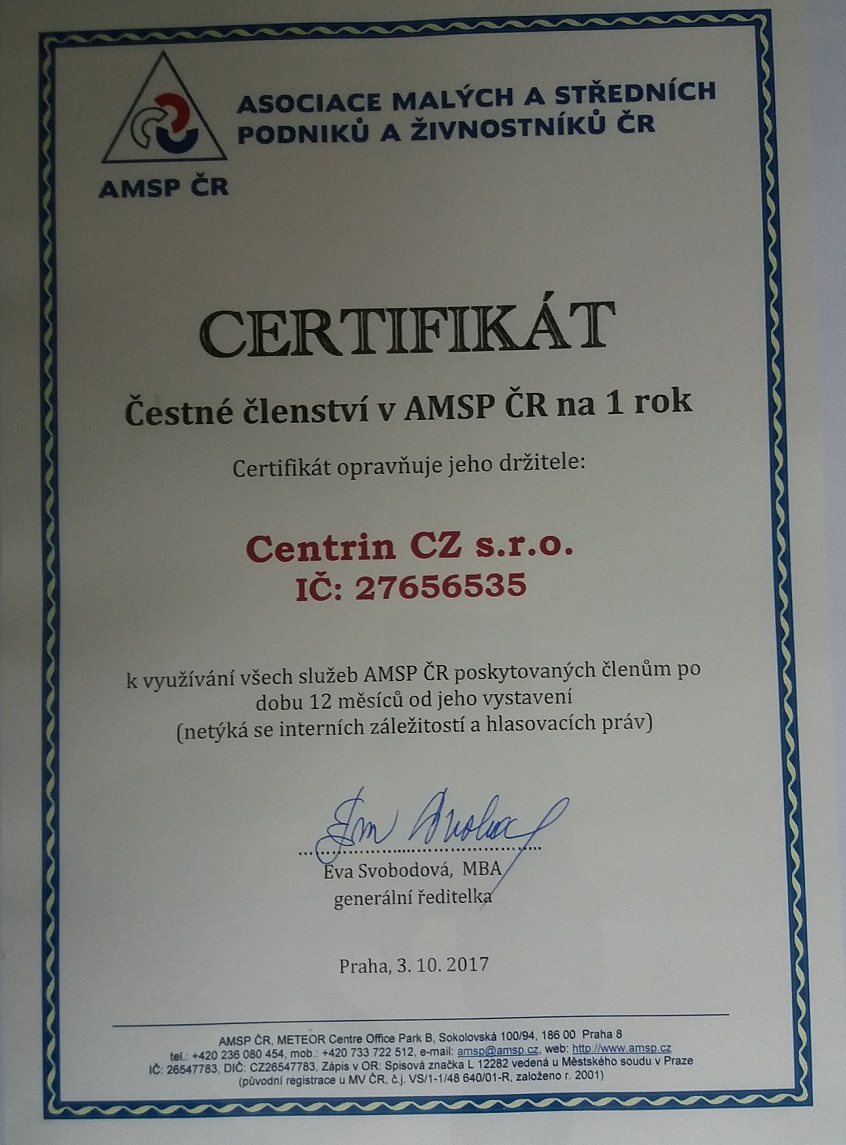 ASOCIACE MALÝCH A STŘEDNÍCH
PODNIKŮ A ŽIVNOSTNÍKŮ ČR
AMSP ČR
CERTIFIKÁT
Čestné členství v AMSP ČR na 1 rok
Certifikát opravňuje jeho držitele:
Centrin CZ s.r.o.
IČ: 27656535
k využívání všech služeb AMSP ČR poskytovaných členům po
dobu 12 měsíců od jeho vystavení
(netýká se interních záležitostí a hlasovacích práv)
Eva Svobodová, MBA
generální ředitelka
Praha, 3. 10. 2017
AMSP ČR, METEOR Centre Office Park B, Sokolovská 100/94, 186 00 Praha 8
tel.: +420 236 080 454, mob.: +420 733 722 512, e-mail: amsp@amsp.cz, web: http://www.amsp.cz
IČ: 26547783, DIČ: CZ26547783, Zápis v OR: Spisová značka L 12282 vedená u Městského soudu v Praze
(původní registrace u MV ČR, č.j. VS/1-1/48 640/01-R, založeno r. 2001)